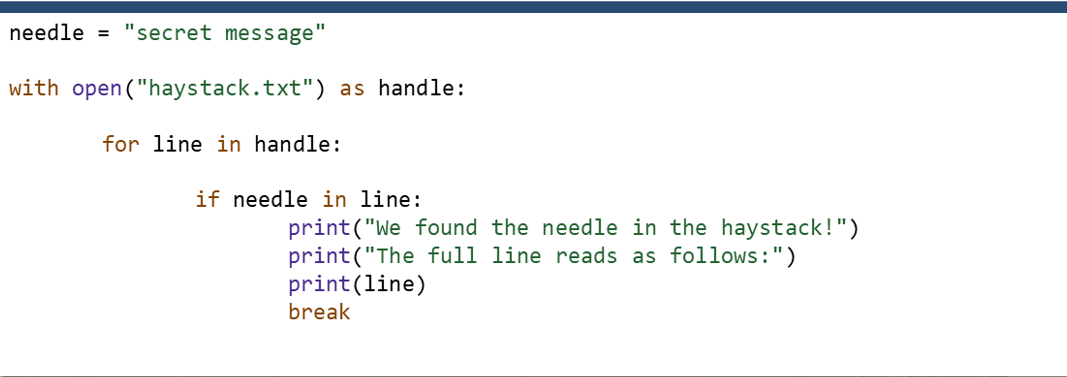 needle = "secret message"
with open("haystack.txt") as handle:
for line in handle:
if needle in line:
print("We found the needle in the haystack!")
print("The full line reads as follows:")
print(line)
break